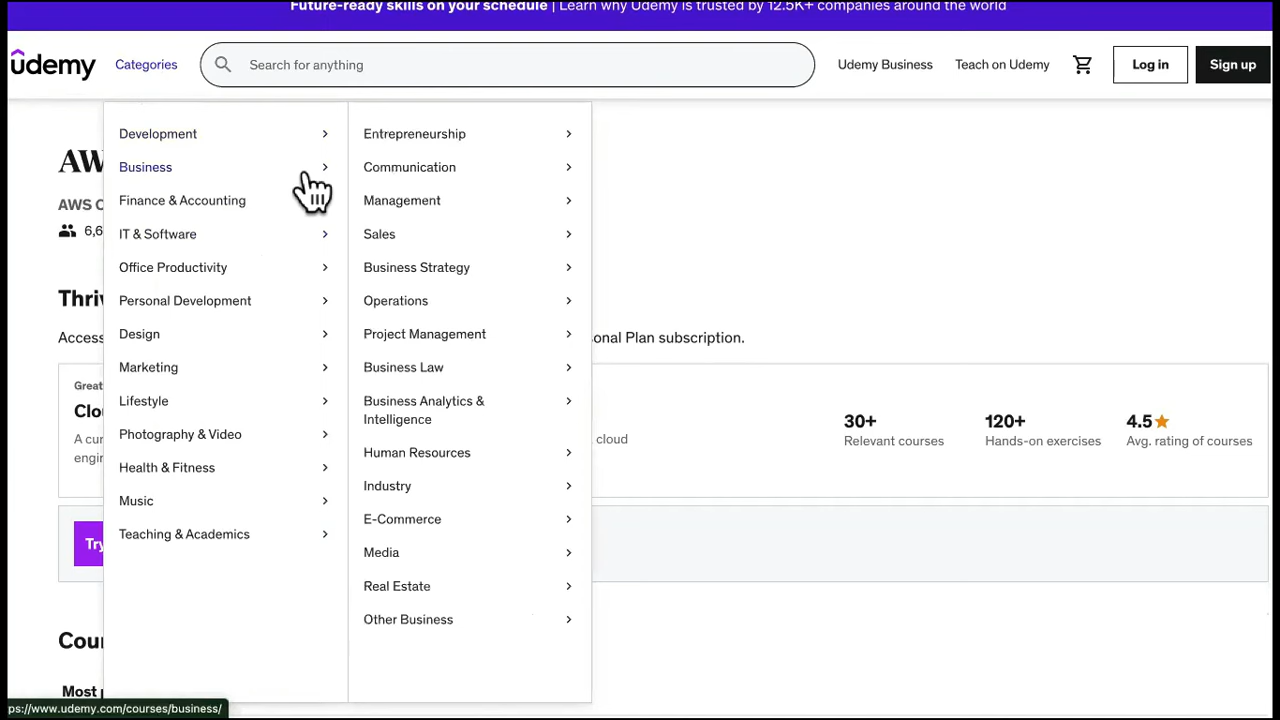 Future-ready skills on your schedule | Learn why Udemy is trusted by 12.5K+ companies around the world
ûdemy
Categories
Search for anything
Udemy Business
Teach on Udemy
Log in
Sign up
AW
AWS C
6,6
Thriv
Access
onal Plan subscription.
Great
Clo
A cur
engin
cloud
30+
Relevant courses
120+
Hands-on exercises
4.5
Avg. rating of courses
Try
Cour
Most p
Development
Business
Finance & Accounting
IT & Software
Office Productivity
Personal Development
Design
Marketing
Lifestyle
Photography & Video
Health & Fitness
Music
Teaching & Academics
Entrepreneurship
Communication
Management
Sales
Business Strategy
Operations
Project Management
Business Law
Business Analytics &
Intelligence
Human Resources
Industry
E-Commerce
Media
Real Estate
Other Business
ps://www.udemy.com/courses/business/